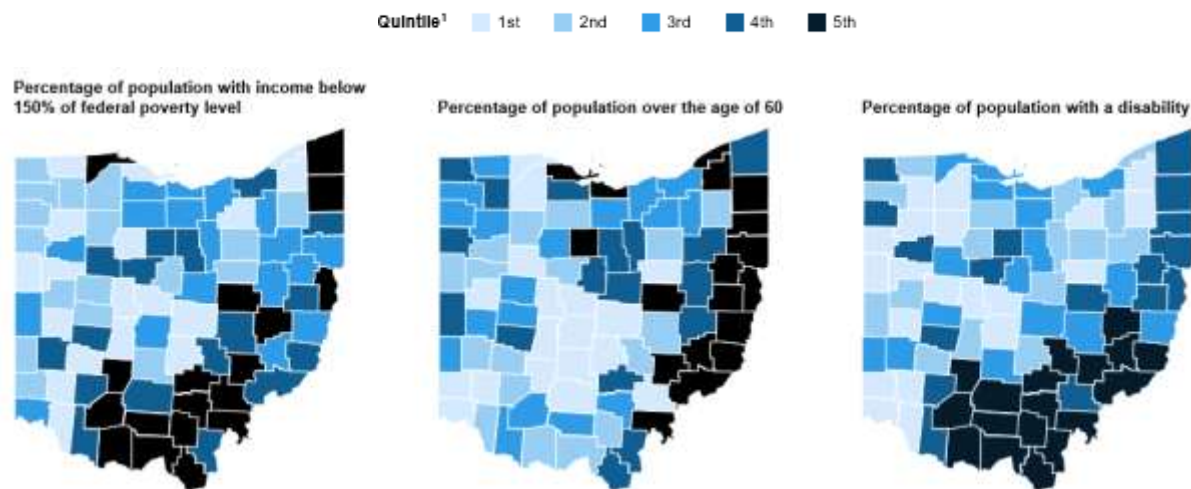 Quintile¹ 1st 2nd 3rd 4th 5th
Percentage of population with income below
150% of federal poverty level
Percentage of population over the age of 60
Percentage of population with a disability